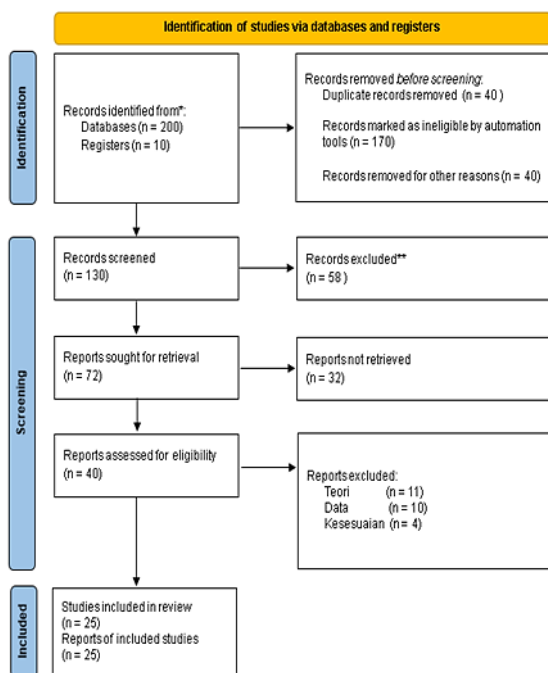 Identification of studies via databases and registers
Identification
Records identified from*:
Databases (n = 200)
Registers (n = 10)
Records removed before screening:
Duplicate records removed (n = 40 )
Records marked as ineligible by automation
tools (n = 170)
Records removed for other reasons (n = 40)
Screening
Records screened
(n = 130)
Records excluded**
(n = 58 )
Reports sought for retrieval
(n = 72)
Reports not retrieved
(n = 32)
Reports assessed for eligibility
(n = 40)
Reports excluded:
Teori (n = 11)
Data (n = 10)
Kesesuaian (n = 4)
Included
Studies included in review
(n = 25)
Reports of included studies
(n = 25)